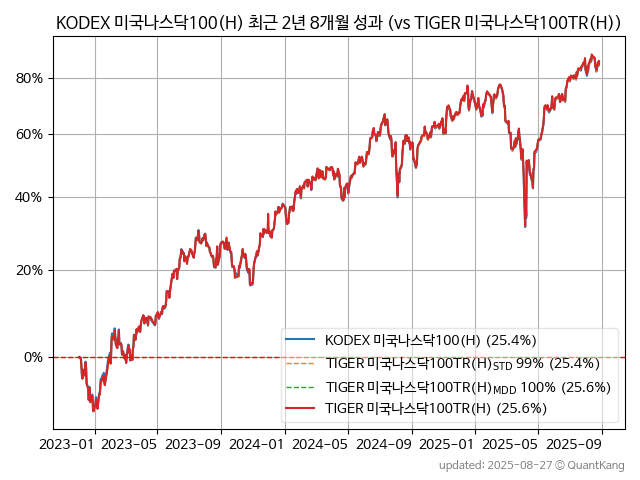 KODEX 미국나스닥100(H) 최근 2년 8개월 성과 (vs TIGER 미국나스닥100TR(H))
80%
60%
40%
20%
0%
KODEX 미국나스닥100(H) (25.4%)
TIGER 미국나스닥100TR(H)STD 99% (25.4%)
TIGER 미국나스닥100TR(H)MDD 100% (25.6%)
TIGER 미국나스닥100TR(H) (25.6%)
2023-01 2023-05 2023-09 2024-01 2024-05 2024-09 2025-01 2025-05 2025-09
updated: 2025-08-27 © QuantKang